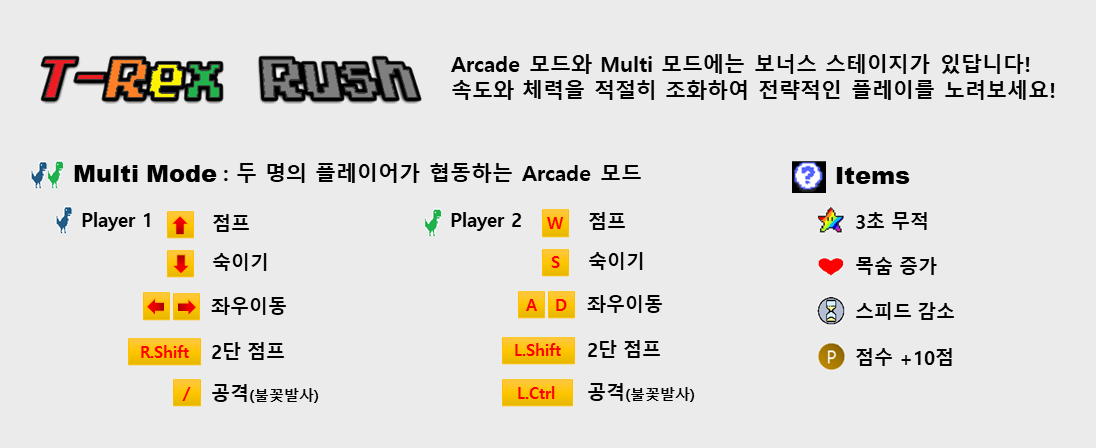 T-Rex Rush
Arcade 모드와 Multi 모드에는 보너스 스테이지가 있답니다!
속도와 체력을 적절히 조화하여 전략적인 플레이를 노려보세요!
Multi Mode : 두 명의 플레이어가 협동하는 Arcade 모드
Player 1
점프
숙이기
좌우이동
R.Shift 2단 점프
/ 공격(불꽃발사)
Player 2
W 점프
S 숙이기
A D 좌우이동
L.Shift 2단 점프
L.Ctrl 공격(불꽃발사)
? Items
3초 무적
목숨 증가
스피드 감소
P 점수 +10점